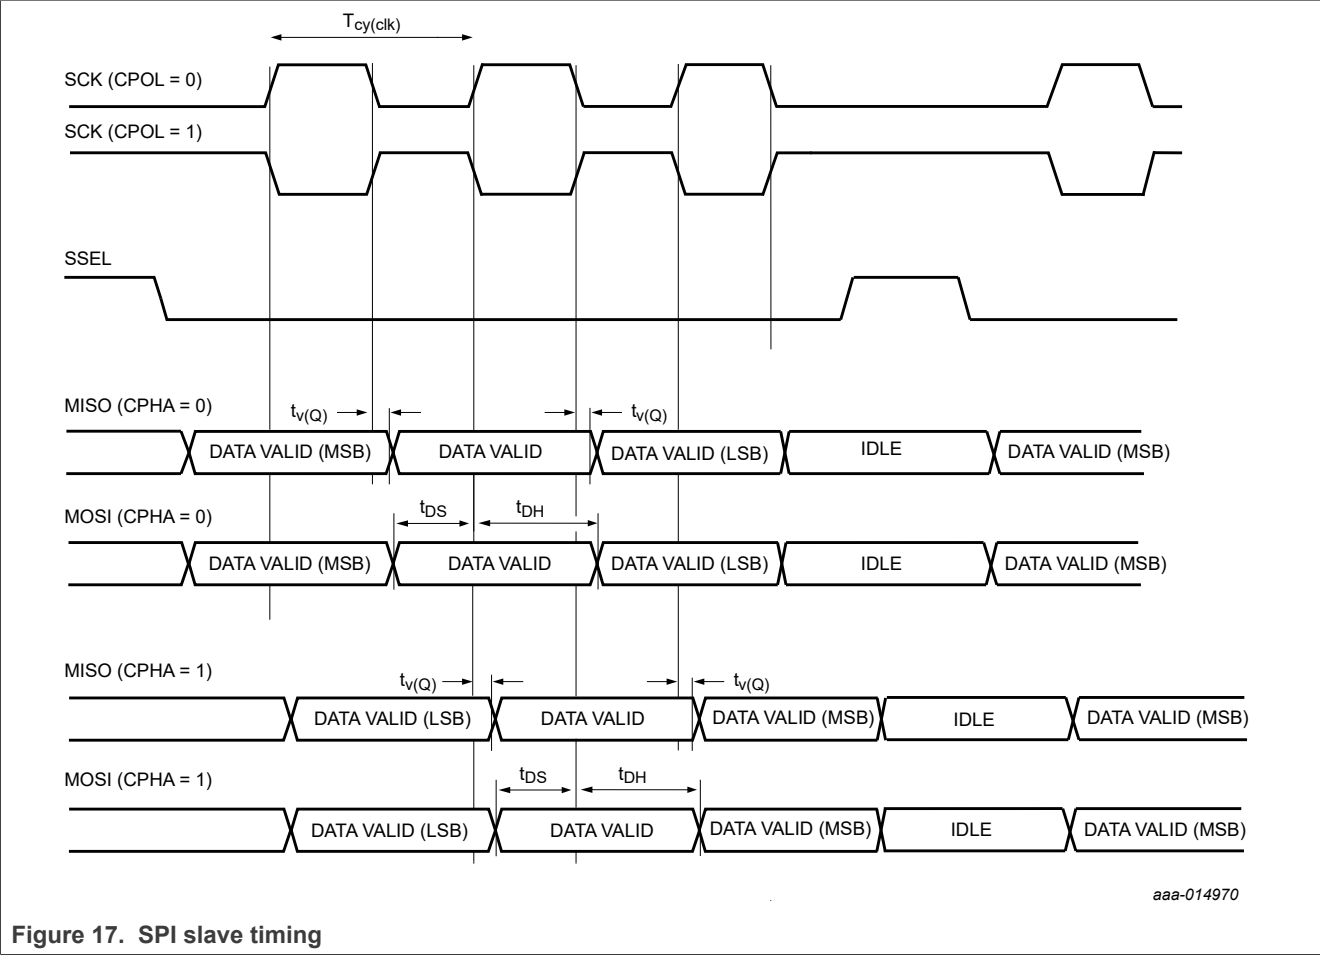 Tcy(clk)
SCK (CPOL = 0)
SCK (CPOL = 1)
SSEL
MISO (CPHA = 0)
tv(Q) tv(Q)
DATA VALID (MSB) DATA VALID DATA VALID (LSB) IDLE DATA VALID (MSB)
tDS tDH
MOSI (CPHA = 0)
DATA VALID (MSB) DATA VALID DATA VALID (LSB) IDLE DATA VALID (MSB)
MISO (CPHA = 1)
tv(Q) tv(Q)
DATA VALID (LSB) DATA VALID DATA VALID (MSB) IDLE DATA VALID (MSB)
tDS tDH
MOSI (CPHA = 1)
DATA VALID (LSB) DATA VALID DATA VALID (MSB) IDLE DATA VALID (MSB)
aaa-014970
Figure 17. SPI slave timing